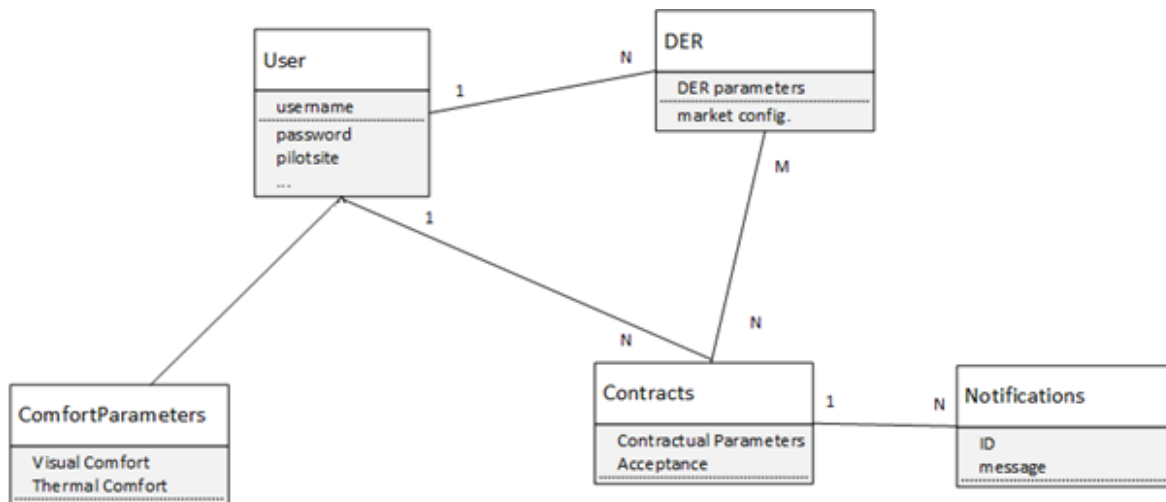 User
username
password
pilotsite
...
DER
DER parameters
market config.
1
N
M
1
N
N
ComfortParameters
Visual Comfort
Thermal Comfort
Contracts
Contractual Parameters
Acceptance
1
N
Notifications
ID
message